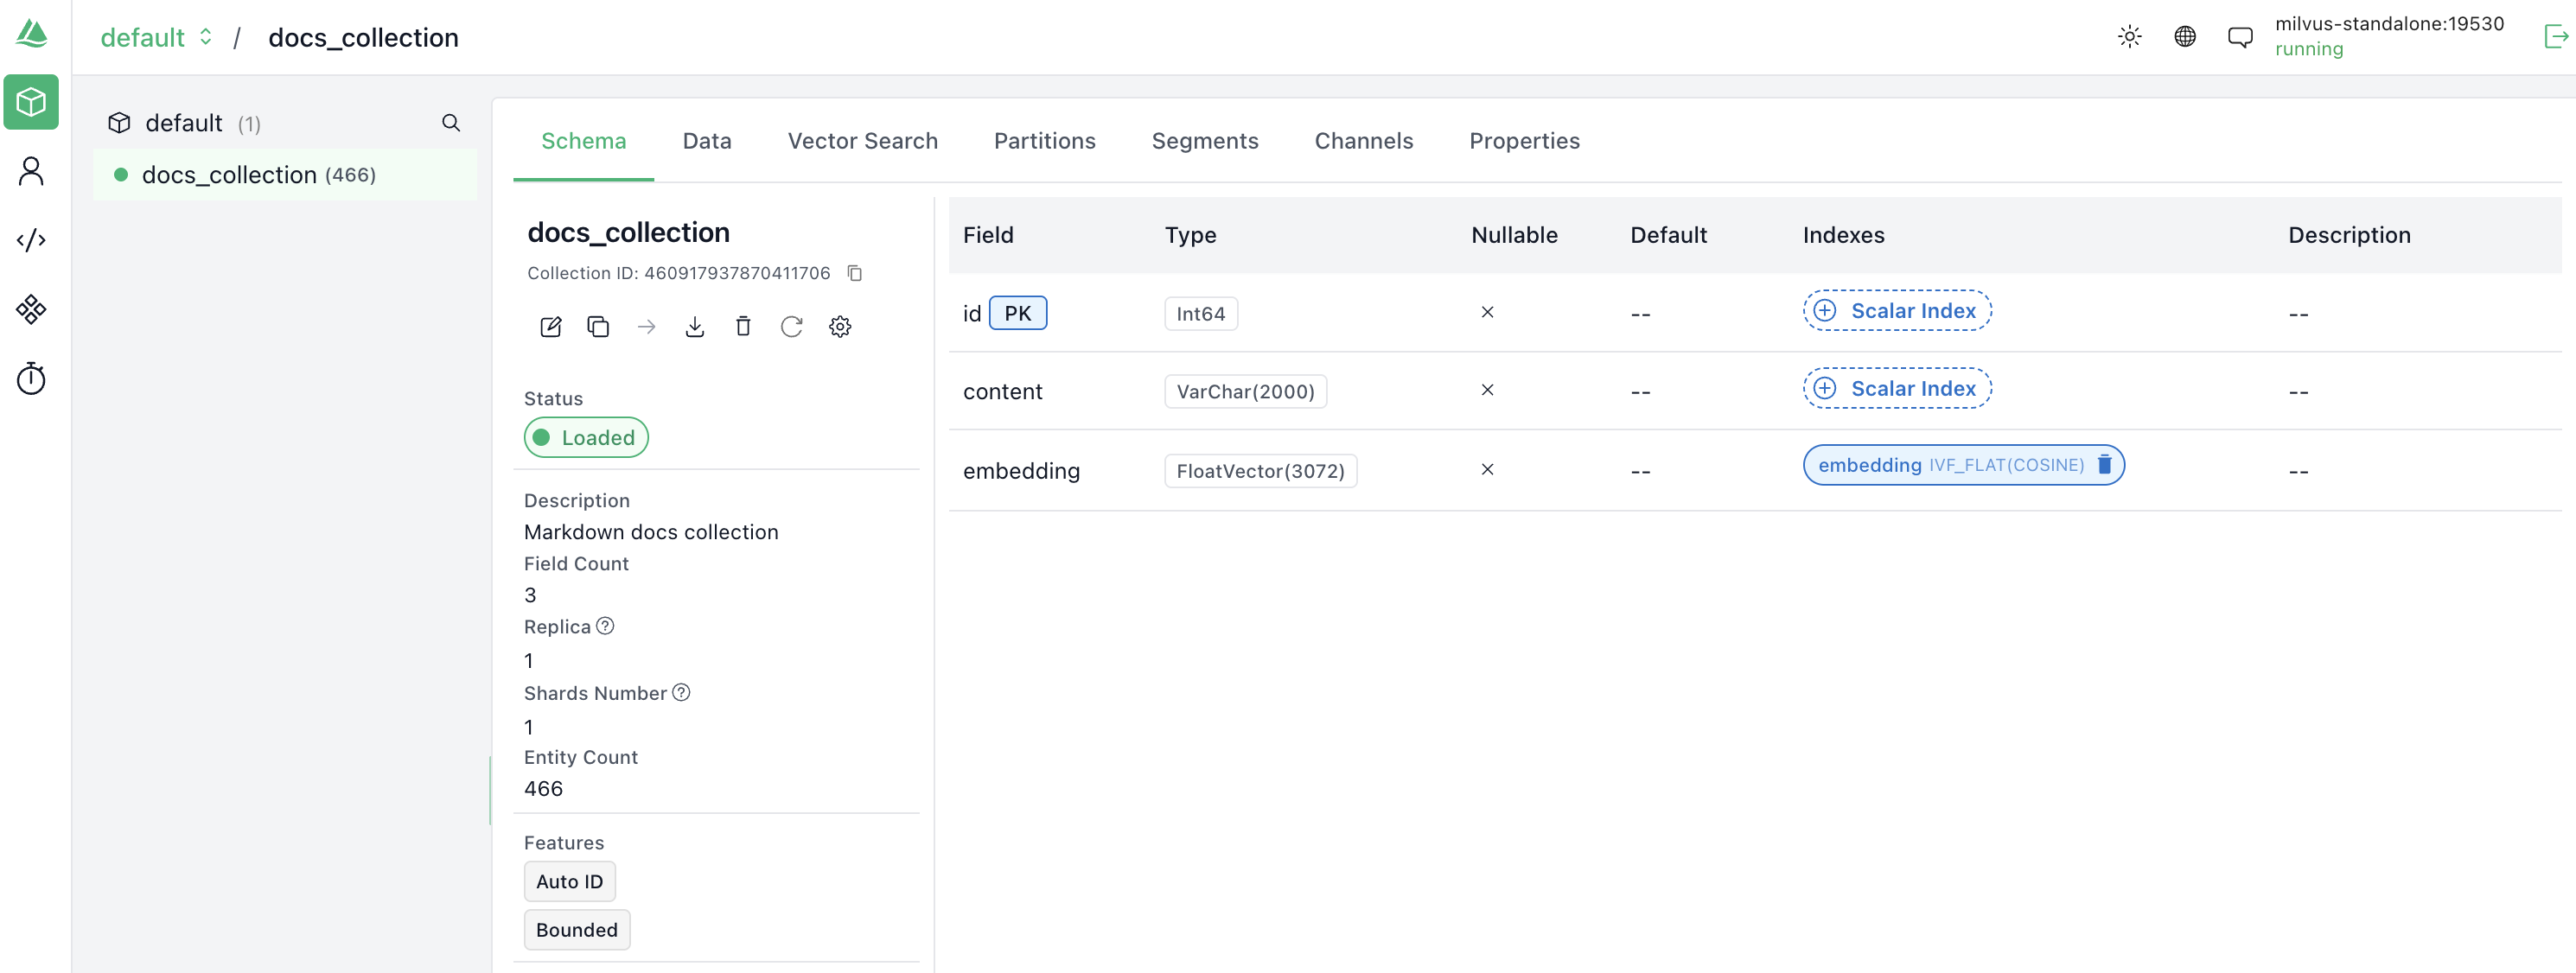 default / docs_collection
milvus-standalone:19530
running
default (1)
docs_collection (466)
Schema Data Vector Search Partitions Segments Channels Properties
docs_collection
Collection ID: 460917937870411706
Status
Loaded
Description
Markdown docs collection
Field Count
3
Replica
1
Shards Number
1
Entity Count
466
Features
Auto ID
Bounded
Field Type Nullable Default Indexes Description
id PK Int64 -- Scalar Index --
content VarChar(2000) -- Scalar Index --
embedding FloatVector(3072) -- embedding IVF_FLAT(COSINE) --